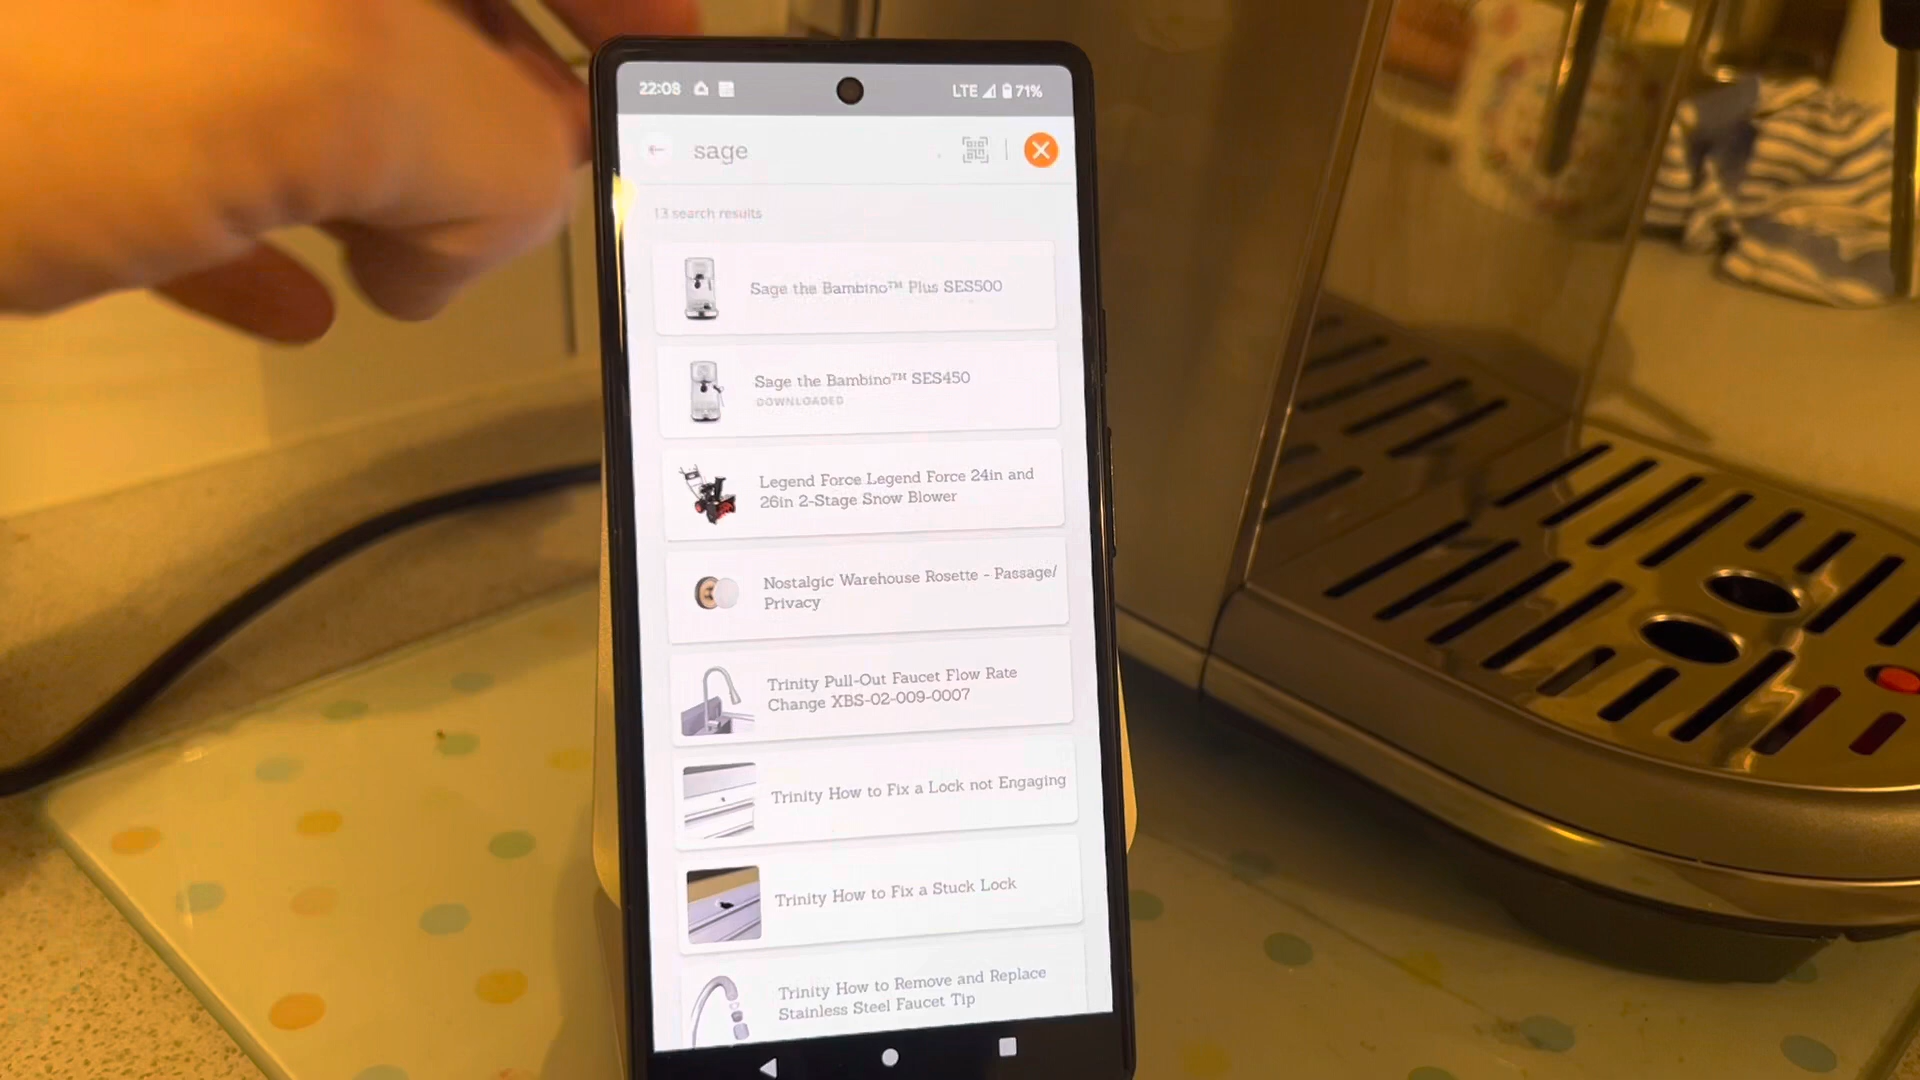 22:08
LTE 71%
sage
13 search results
Sage the Bambino™ Plus SES500
Sage the Bambino™ SES450
DOWNLOADED
Legend Force Legend Force 24in and
26in 2-Stage Snow Blower
Nostalgic Warehouse Rosette - Passage/
Privacy
Trinity Pull-Out Faucet Flow Rate
Change XBS-02-009-0007
Trinity How to Fix a Lock not Engaging
Trinity How to Fix a Stuck Lock
Trinity How to Remove and Replace
Stainless Steel Faucet Tip